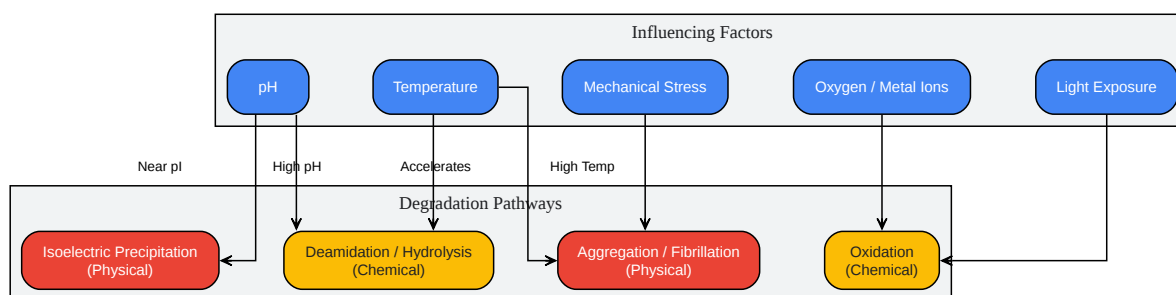 Influencing Factors
pH
Temperature
Mechanical Stress
Oxygen / Metal Ions
Light Exposure
Near pI
High pH
Accelerates
High Temp
Degradation Pathways
Isoelectric Precipitation
(Physical)
Deamidation / Hydrolysis
(Chemical)
Aggregation / Fibrillation
(Physical)
Oxidation
(Chemical)